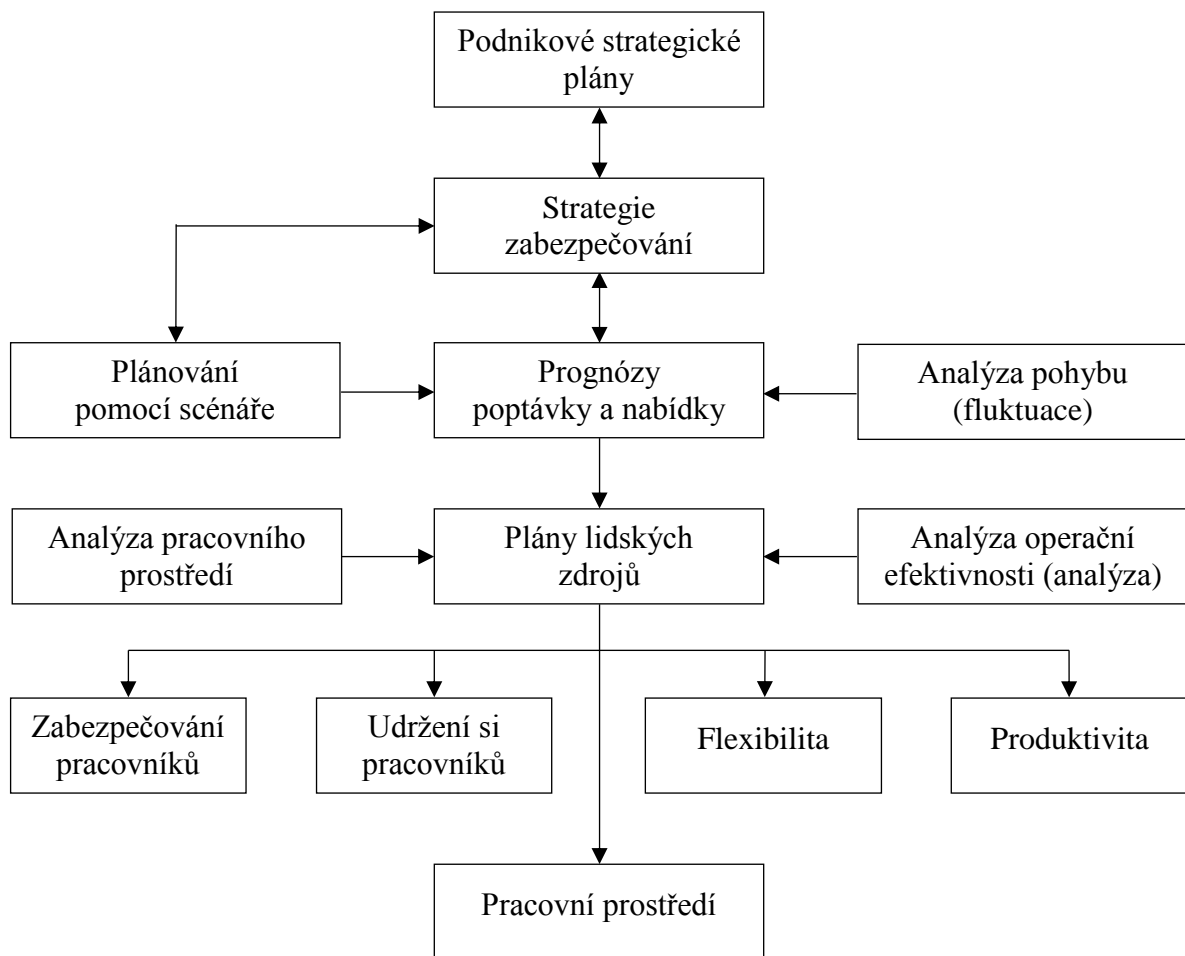 Podnikové strategické
plány
Strategie
zabezpečování
Plánování
pomocí scénáře
Prognózy
poptávky a nabídky
Analýza pohybu
(fluktuace)
Analýza pracovního
prostředí
Plány lidských
zdrojů
Analýza operační
efektivnosti (analýza)
Zabezpečování
pracovníků
Udržení si
pracovníků
Flexibilita
Produktivita
Pracovní prostředí